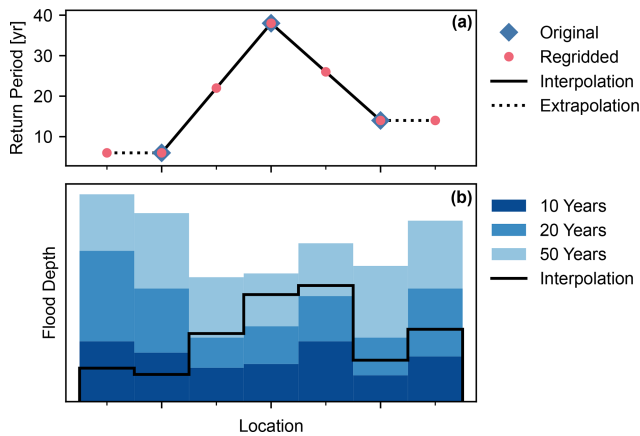 40
30
20
10
Return Period [yr]
(a)
Original
Regridded
Interpolation
Extrapolation
(b)
Flood Depth
10 Years
20 Years
50 Years
Interpolation
Location